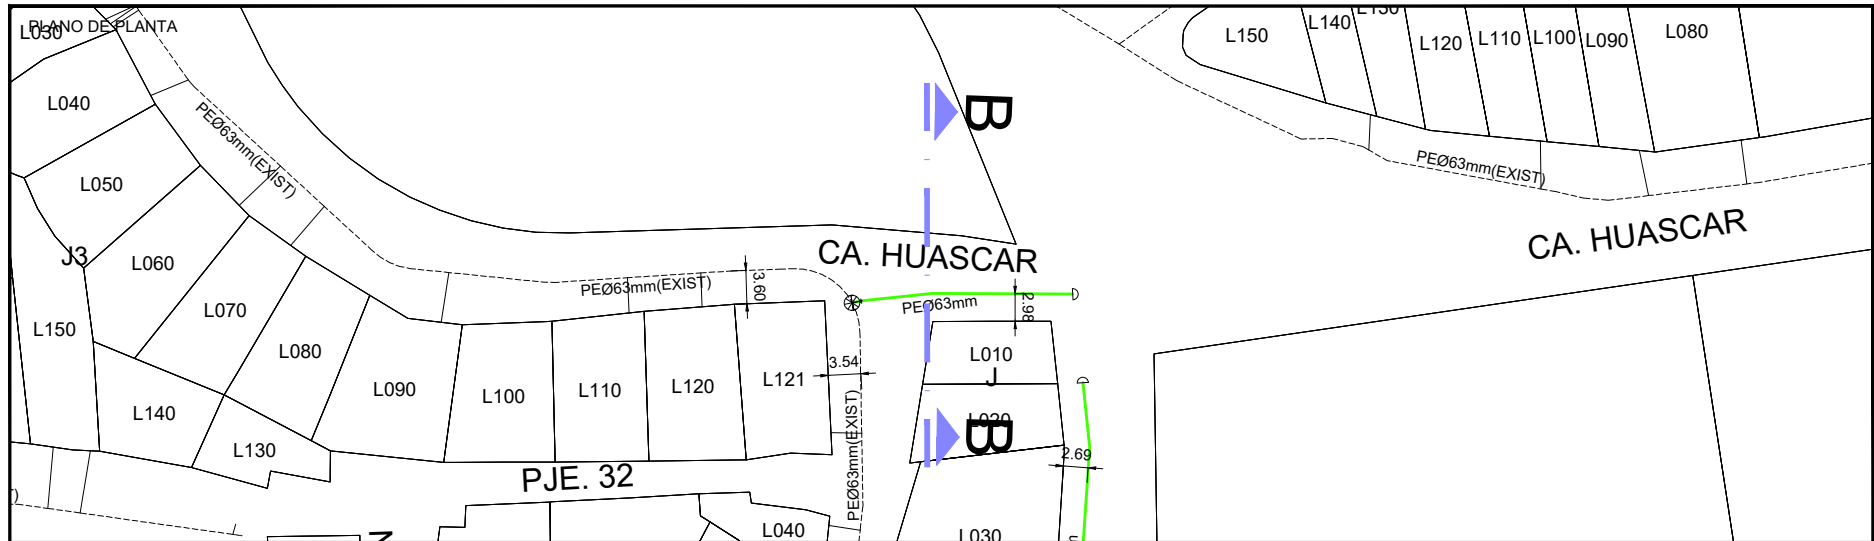 PLANO DE PLANTA
L030
L040
L050
J3
L060
L070
L150
L080
L090
L100
L110
L120
L121
L140
L130
PJE. 32
L040
PEØ63mm(EXIST)
PEØ63mm(EXIST)
3.60
3.54
PEØ63mm(EXIST)
CA. HUASCAR
B
PEØ63mm
2.98
L010
J
L020
B
2.69
L030
L150
L140
L130
L120
L110
L100
L090
L080
PEØ63mm(EXIST)
CA. HUASCAR